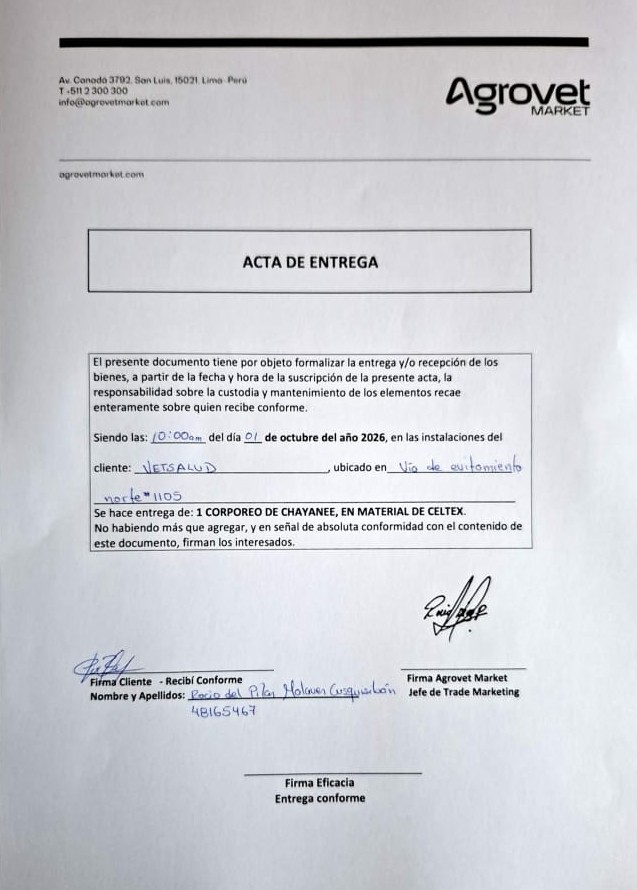 Av. Canadá 3792, San Luis, 15021, Lima - Perú
T +511 2 300 300
info@agrovetmarket.com
Agrovet
MARKET
agrovetmarket.com
ACTA DE ENTREGA
El presente documento tiene por objeto formalizar la entrega y/o recepción de los
bienes, a partir de la fecha y hora de la suscripción de la presente acta, la
responsabilidad sobre la custodia y mantenimiento de los elementos recae
enteramente sobre quien recibe conforme.
Siendo las: 10:00am del día 01 de octubre del año 2026, en las instalaciones del
cliente: VETSALUD, ubicado en Vía de evitamiento
norte # 1105
Se hace entrega de: 1 CORPOREO DE CHAYANEE, EN MATERIAL DE CELTEX.
No habiendo más que agregar, y en señal de absoluta conformidad con el contenido de
este documento, firman los interesados.
Firma Cliente - Recibí Conforme
Nombre y Apellidos: Rocio del Pilar
48165467
Firma Agrovet Market
Jefe de Trade Marketing
Firma Eficacia
Entrega conforme